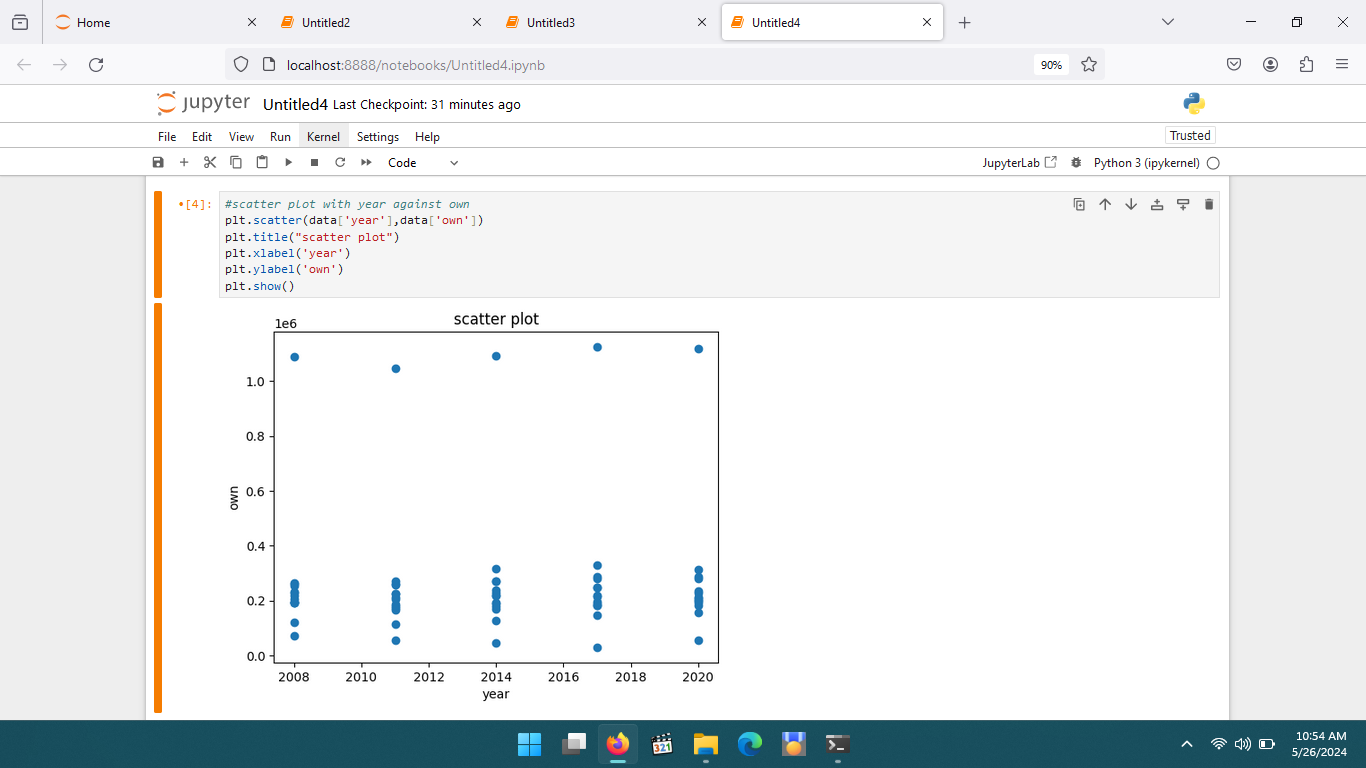 Home
Untitled2
Untitled3
Untitled4
localhost:8888/notebooks/Untitled4.ipynb
90%
jupyter Untitled4 Last Checkpoint: 31 minutes ago
File Edit View Run Kernel Settings Help
Trusted
Code
JupyterLab
Python 3 (ipykernel)
•[4]:
#scatter plot with year against own
plt.scatter(data['year'],data['own'])
plt.title("scatter plot")
plt.xlabel('year')
plt.ylabel('own')
plt.show()
scatter plot
1e6
1.0
0.8
0.6
0.4
0.2
0.0
own
2008 2010 2012 2014 2016 2018 2020
year
321
10:54 AM
5/26/2024